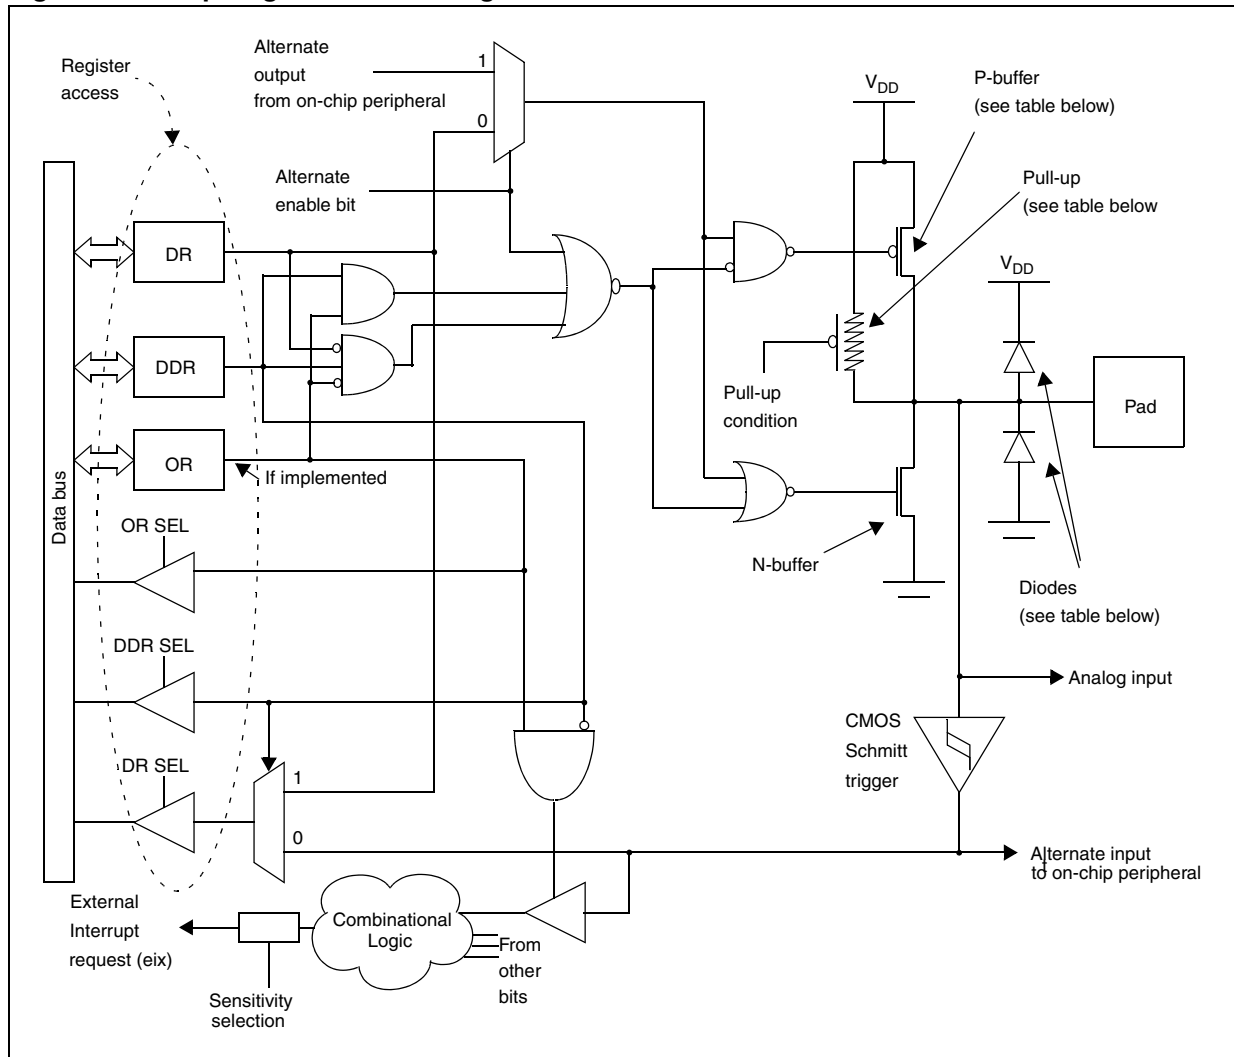 Register
access
Alternate
output
from on-chip peripheral
1
0
Alternate
enable bit
VDD
P-buffer
(see table below)
Pull-up
(see table below
DR
DDR
OR
If implemented
Data bus
VDD
Pull-up
condition
Pad
N-buffer
Diodes
(see table below)
OR SEL
DDR SEL
DR SEL
1
0
Analog input
CMOS
Schmitt
trigger
Alternate input
to on-chip peripheral
External
Interrupt
request (eix)
Combinational
Logic
From
other
bits
Sensitivity
selection